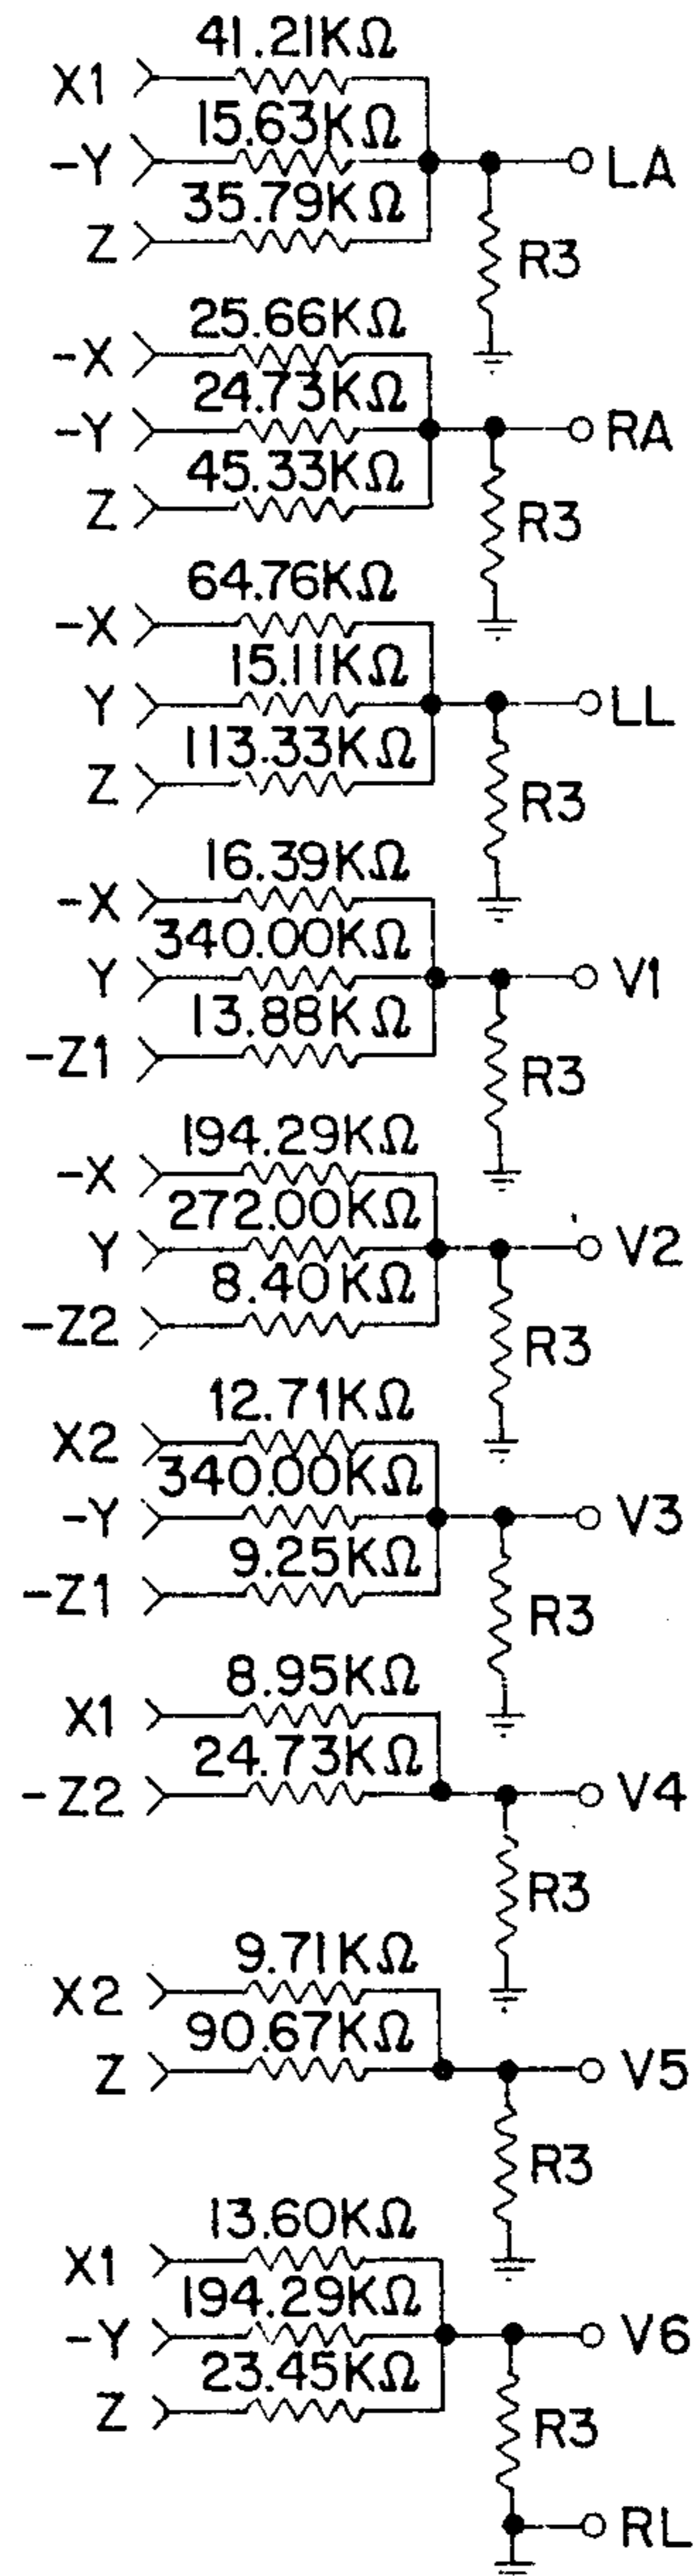 41.21KΩ
X1
15.63KΩ
-Y
LA
35.79KΩ
Z
R3
25.66KΩ
-X
24.73KΩ
-Y
RA
45.33KΩ
Z
R3
64.76KΩ
-X
15.11KΩ
Y
LL
113.33KΩ
Z
R3
16.39KΩ
-X
340.00KΩ
Y
V1
13.88KΩ
-Z1
R3
194.29KΩ
-X
272.00KΩ
Y
V2
8.40KΩ
-Z2
R3
12.71KΩ
X2
340.00KΩ
-Y
V3
9.25KΩ
-Z1
R3
8.95KΩ
X1
24.73KΩ
-Z2
V4
R3
9.71KΩ
X2
90.67KΩ
Z
V5
R3
13.60KΩ
X1
194.29KΩ
-Y
V6
23.45KΩ
Z
R3
RL